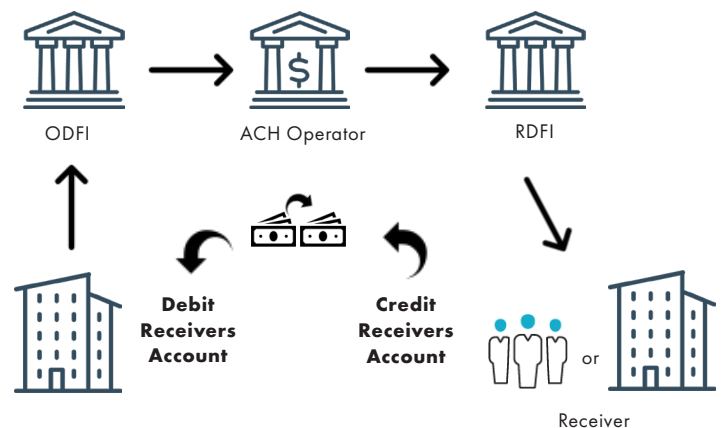 ODFI
ACH Operator
RDFI
$
Debit
Receivers
Account
Credit
Receivers
Account
or
Receiver